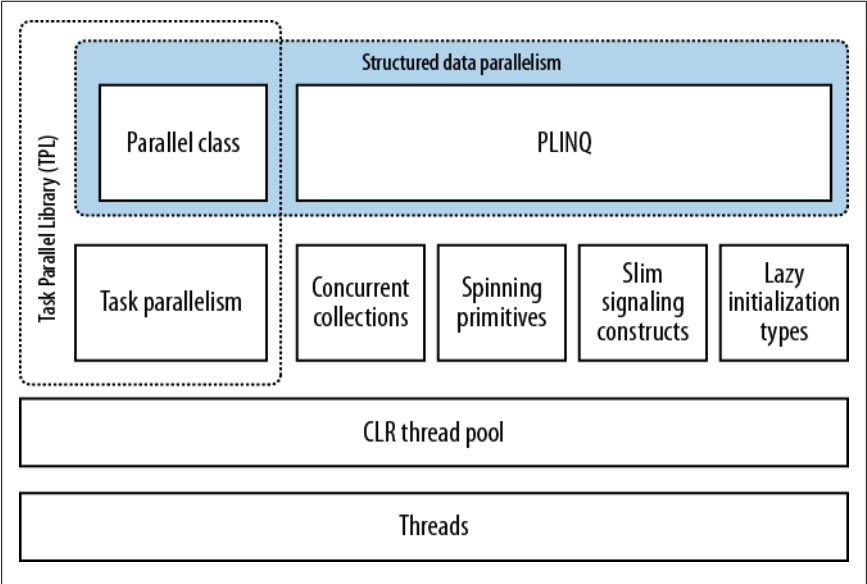 Structured data parallelism
Task Parallel Library (TPL)
Parallel class
PLINQ
Task parallelism
Concurrent
collections
Spinning
primitives
Slim
signaling
constructs
Lazy
initialization
types
CLR thread pool
Threads